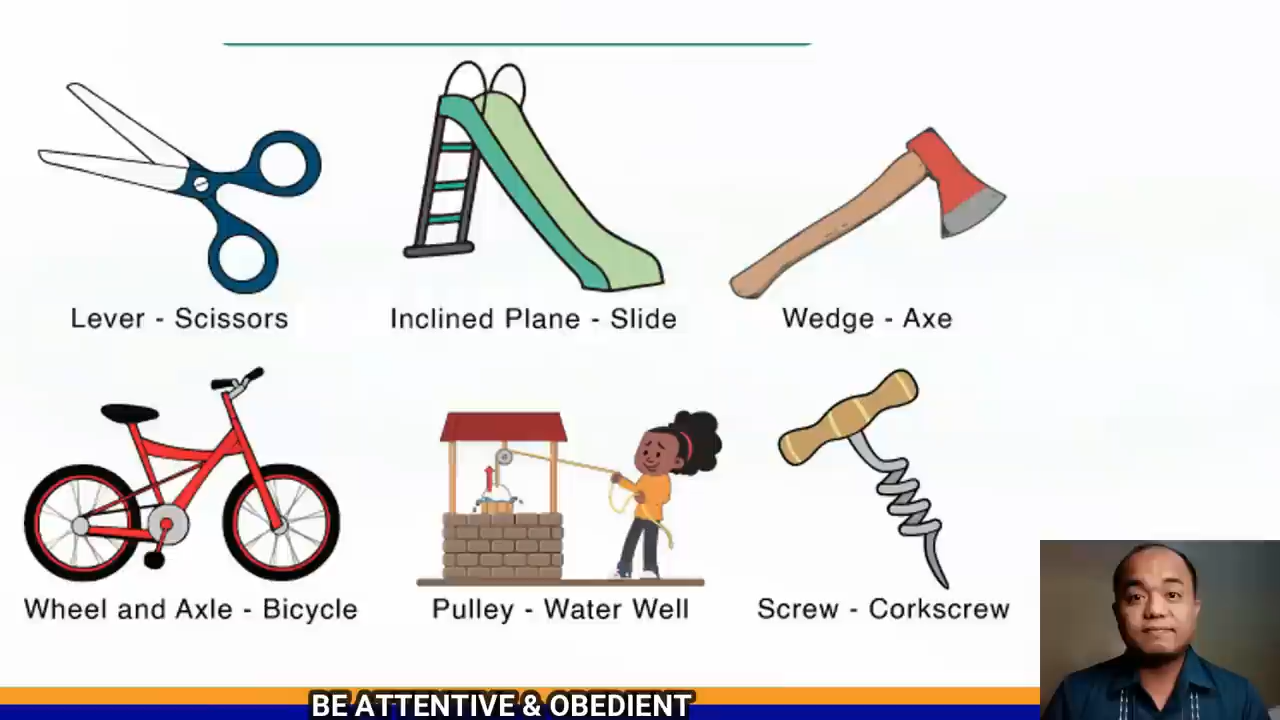 Lever - Scissors
Inclined Plane - Slide
Wedge - Axe
Wheel and Axle - Bicycle
Pulley - Water Well
Screw - Corkscrew
BE ATTENTIVE & OBEDIENT